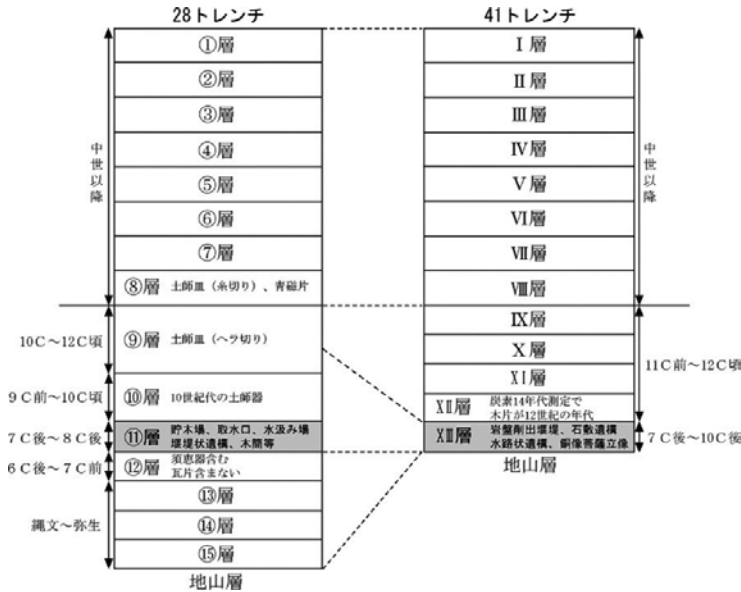 28トレンチ
①層
②層
③層
④層
⑤層
⑥層
⑦層
⑧層 土師皿（糸切り）、青磁片
⑨層 土師皿（ヘラ切り）
⑩層 10世紀代の土師器
⑪層 貯木場、取水口、水汲み場
堰堤状遺構、木簡等
⑫層 須恵器含む
瓦片含まない
⑬層
⑭層
⑮層
地山層
中世以降
10C～12C頃
9C前～10C頃
7C後～8C後
6C後～7C前
縄文～弥生
41トレンチ
Ⅰ層
Ⅱ層
Ⅲ層
Ⅳ層
Ⅴ層
Ⅵ層
Ⅶ層
Ⅷ層
Ⅸ層
Ⅹ層
ⅩⅠ層
ⅩⅡ層 炭素14年代測定で
木片が12世紀の年代
ⅩⅢ層 岩盤削出堰堤、石敷遺構
水路状遺構、銅像菩薩立像
地山層
中世以降
11C前～12C頃
7C後～10C後